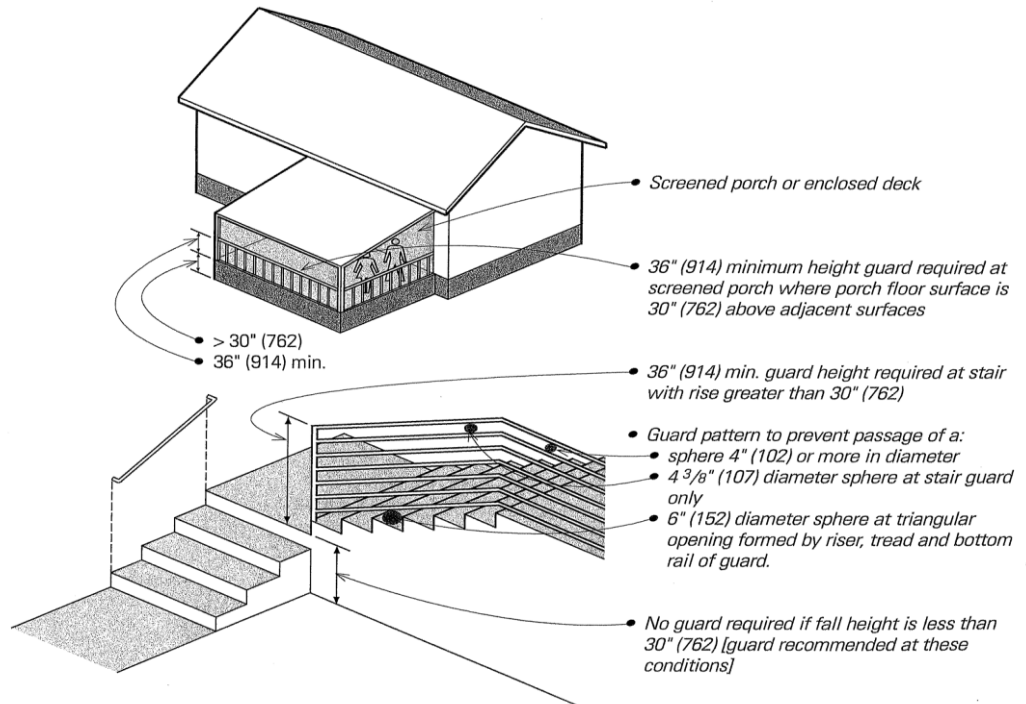 Screened porch or enclosed deck
36" (914) minimum height guard required at
screened porch where porch floor surface is
30" (762) above adjacent surfaces
> 30" (762)
36" (914) min.
36" (914) min. guard height required at stair
with rise greater than 30" (762)
Guard pattern to prevent passage of a:
sphere 4" (102) or more in diameter
4 3/8" (107) diameter sphere at stair guard
only
6" (152) diameter sphere at triangular
opening formed by riser, tread and bottom
rail of guard.
No guard required if fall height is less than
30" (762) [guard recommended at these
conditions]